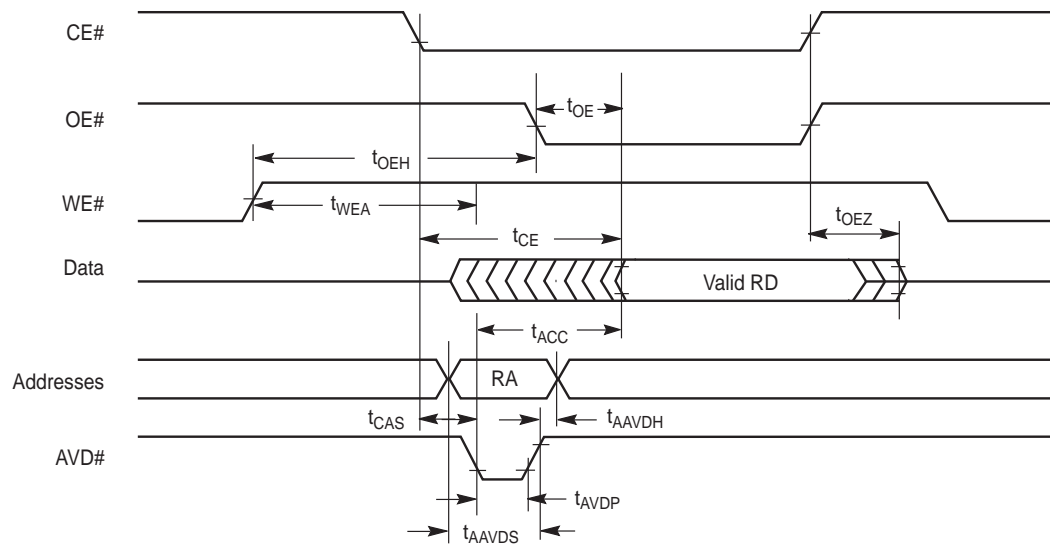 CE#
OE#
tOE
tOEH
WE#
tWEA
tOEZ
tCE
Data
Valid RD
tACC
Addresses
RA
tCAS
tAAVDH
AVD#
tAVDP
tAAVDS